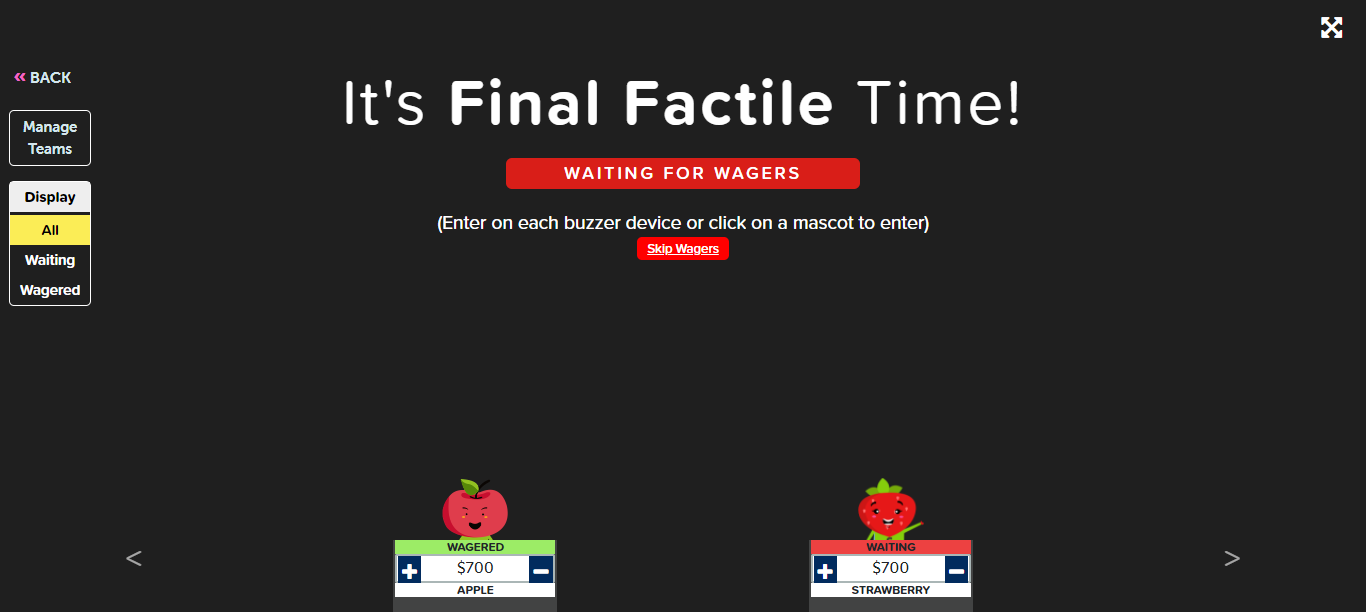 « BACK
It's Final Factile Time!
Manage
Teams
WAITING FOR WAGERS
Display
All
Waiting
Wagered
(Enter on each buzzer device or click on a mascot to enter)
Skip Wagers
<
WAGERED
+ $700 −
APPLE
WAITING
+ $700 −
STRAWBERRY
>